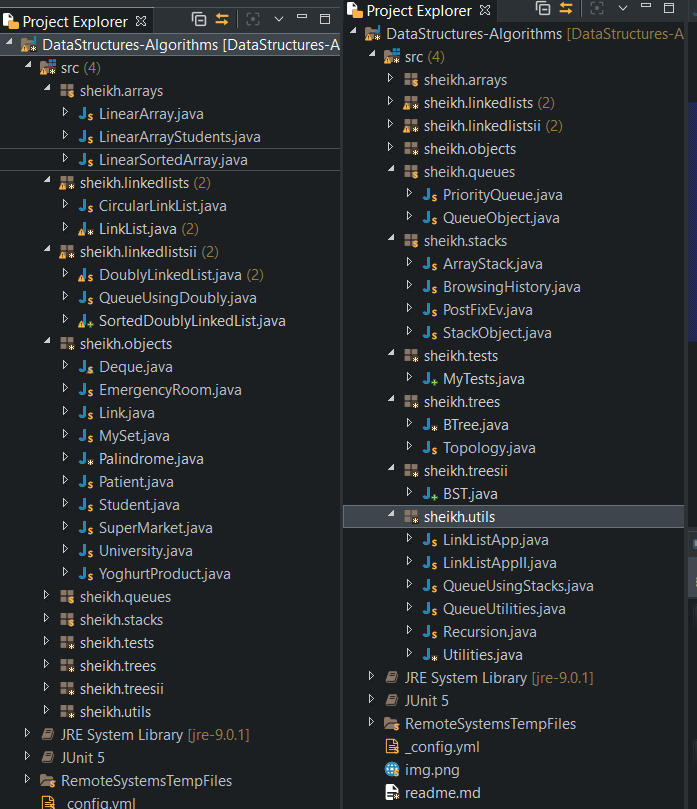 Project Explorer
DataStructures-Algorithms [DataStructures-A
src (4)
sheikh.arrays
LinearArray.java
LinearArrayStudents.java
LinearSortedArray.java
sheikh.linkedlists (2)
CircularLinkList.java
LinkList.java (2)
sheikh.linkedlistsii (2)
DoublyLinkedList.java (2)
QueueUsingDoubly.java
SortedDoublyLinkedList.java
sheikh.objects
Deque.java
EmergencyRoom.java
Link.java
MySet.java
Palindrome.java
Patient.java
Student.java
SuperMarket.java
University.java
YoghurtProduct.java
sheikh.queues
sheikh.stacks
sheikh.tests
sheikh.trees
sheikh.treesii
sheikh.utils
JRE System Library [jre-9.0.1]
JUnit 5
RemoteSystemsTempFiles
_config.yml
Project Explorer
DataStructures-Algorithms [DataStructures-A
src (4)
sheikh.arrays
sheikh.linkedlists (2)
sheikh.linkedlistsii (2)
sheikh.objects
sheikh.queues
PriorityQueue.java
QueueObject.java
sheikh.stacks
ArrayStack.java
BrowsingHistory.java
PostFixEv.java
StackObject.java
sheikh.tests
MyTests.java
sheikh.trees
BTree.java
Topology.java
sheikh.treesii
BST.java
sheikh.utils
LinkListApp.java
LinkListAppII.java
QueueUsingStacks.java
QueueUtilities.java
Recursion.java
Utilities.java
JRE System Library [jre-9.0.1]
JUnit 5
RemoteSystemsTempFiles
_config.yml
img.png
readme.md